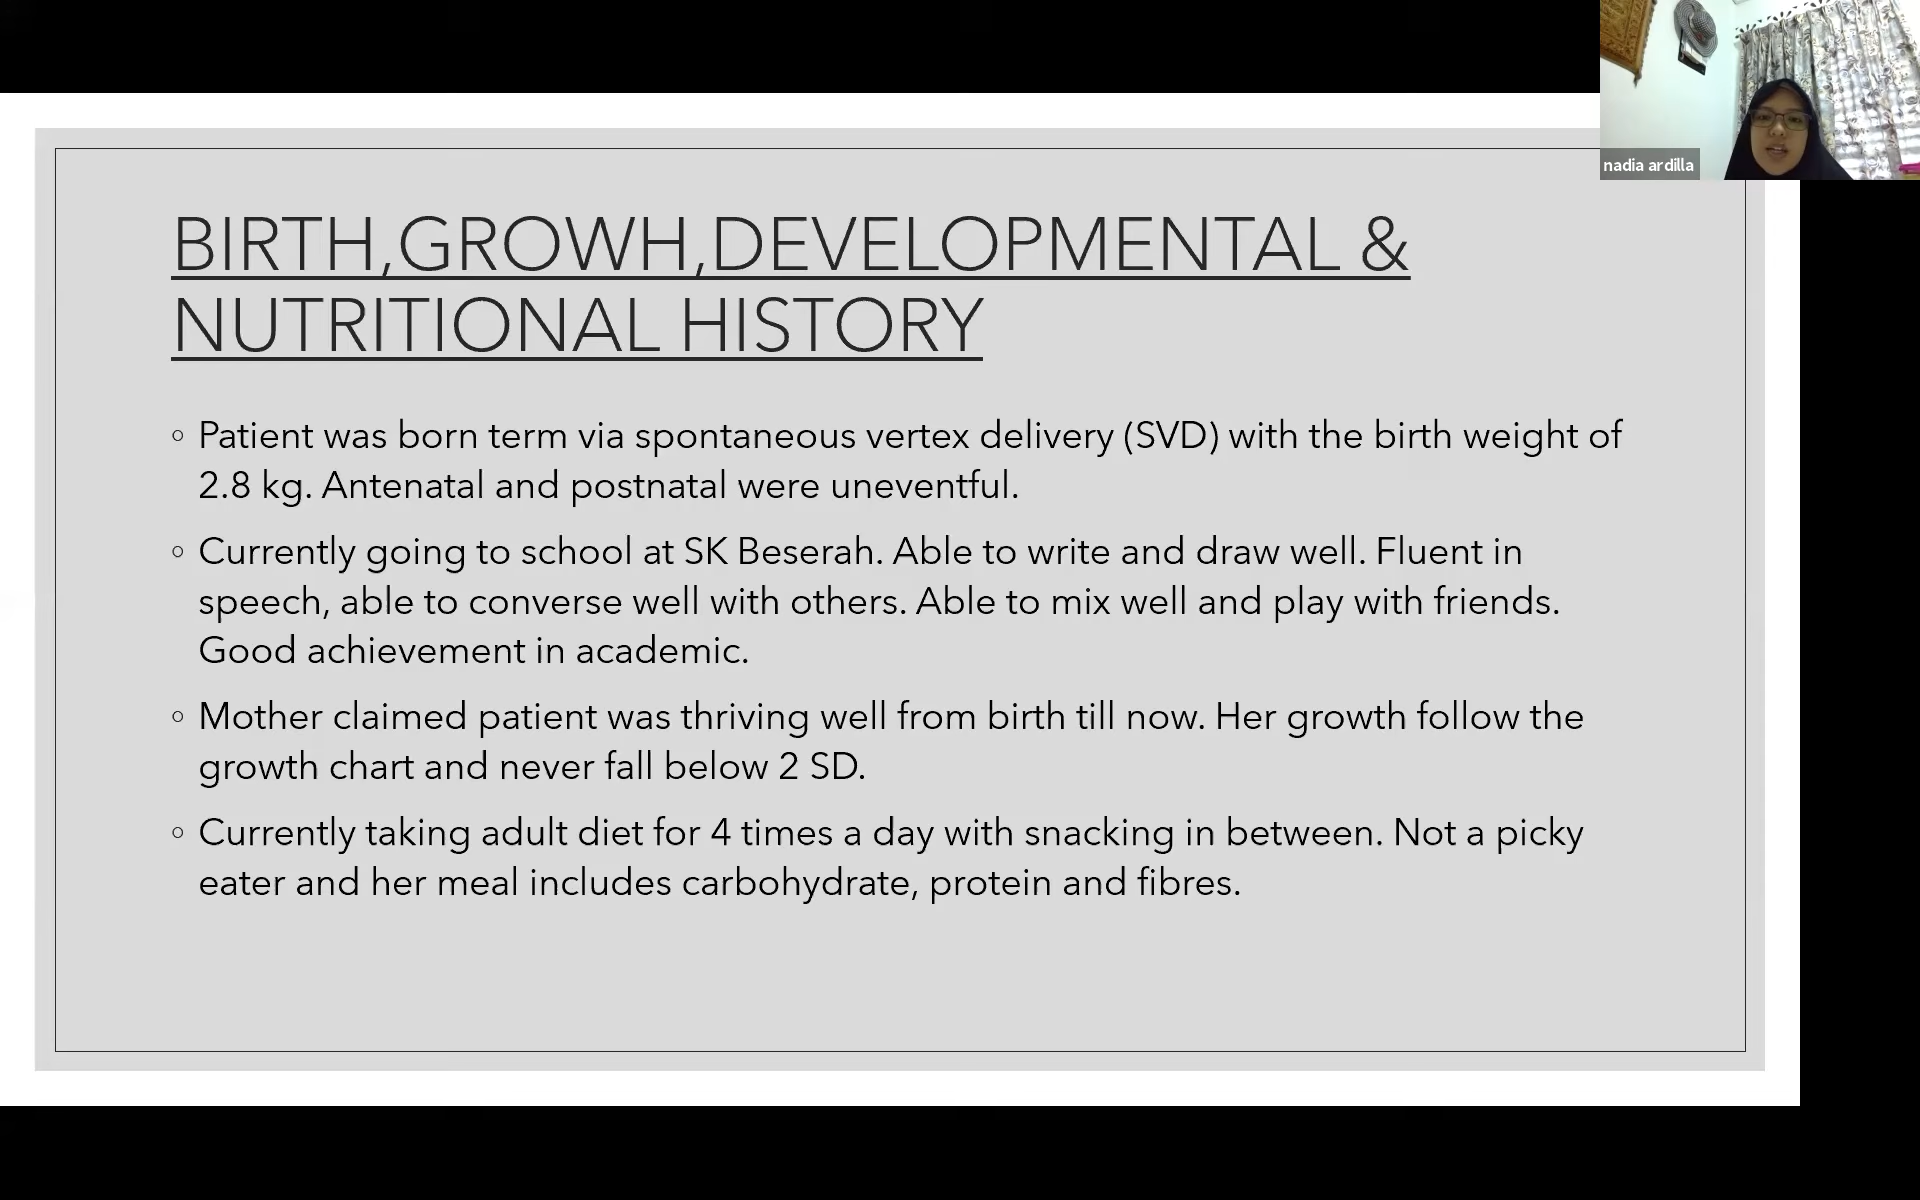 nadia ardilla
BIRTH,GROWH,DEVELOPMENTAL &
NUTRITIONAL HISTORY
◦ Patient was born term via spontaneous vertex delivery (SVD) with the birth weight of
2.8 kg. Antenatal and postnatal were uneventful.
◦ Currently going to school at SK Beserah. Able to write and draw well. Fluent in
speech, able to converse well with others. Able to mix well and play with friends.
Good achievement in academic.
◦ Mother claimed patient was thriving well from birth till now. Her growth follow the
growth chart and never fall below 2 SD.
◦ Currently taking adult diet for 4 times a day with snacking in between. Not a picky
eater and her meal includes carbohydrate, protein and fibres.